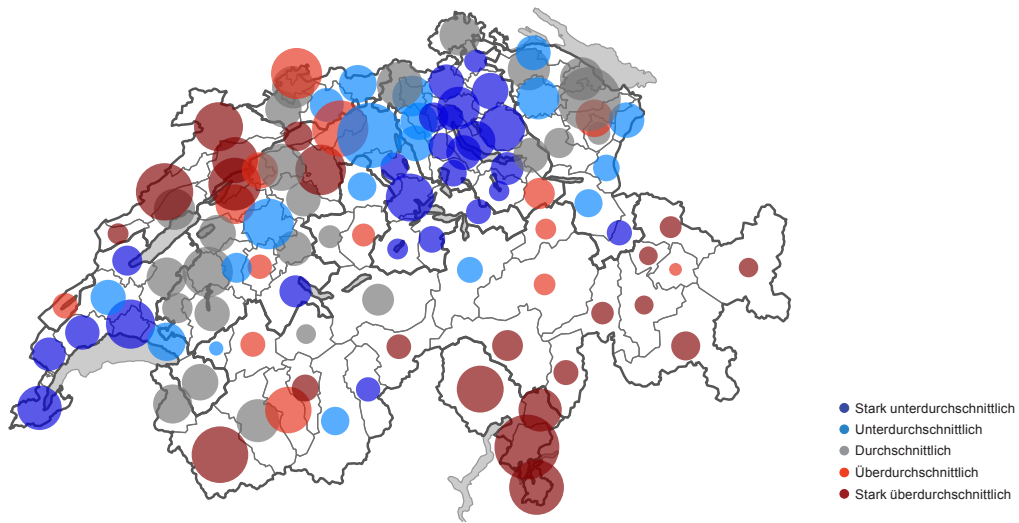 Stark unterdurchschnittlich
Unterdurchschnittlich
Durchschnittlich
Überdurchschnittlich
Stark überdurchschnittlich